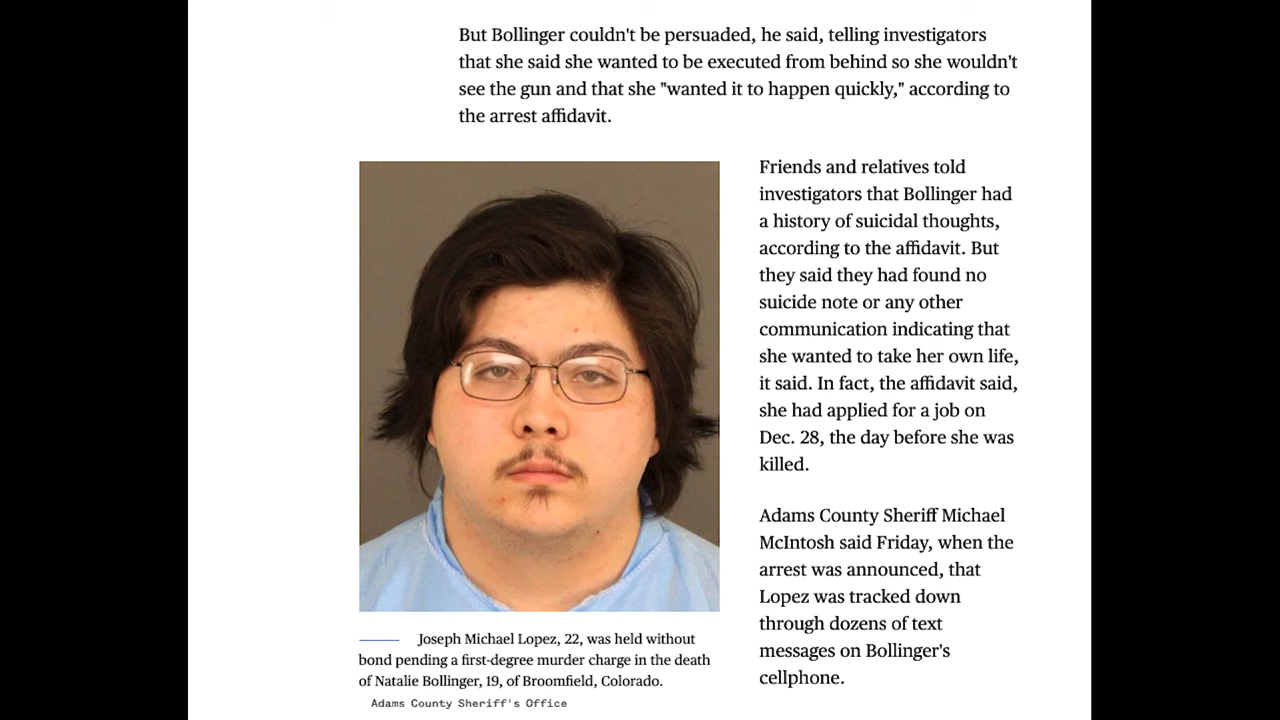 But Bollinger couldn't be persuaded, he said, telling investigators
that she said she wanted to be executed from behind so she wouldn't
see the gun and that she "wanted it to happen quickly," according to
the arrest affidavit.
Friends and relatives told
investigators that Bollinger had
a history of suicidal thoughts,
according to the affidavit. But
they said they had found no
suicide note or any other
communication indicating that
she wanted to take her own life,
it said. In fact, the affidavit said,
she had applied for a job on
Dec. 28, the day before she was
killed.
Adams County Sheriff Michael
McIntosh said Friday, when the
arrest was announced, that
Lopez was tracked down
through dozens of text
messages on Bollinger's
cellphone.
Joseph Michael Lopez, 22, was held without
bond pending a first-degree murder charge in the death
of Natalie Bollinger, 19, of Broomfield, Colorado.
Adams County Sheriff's Office